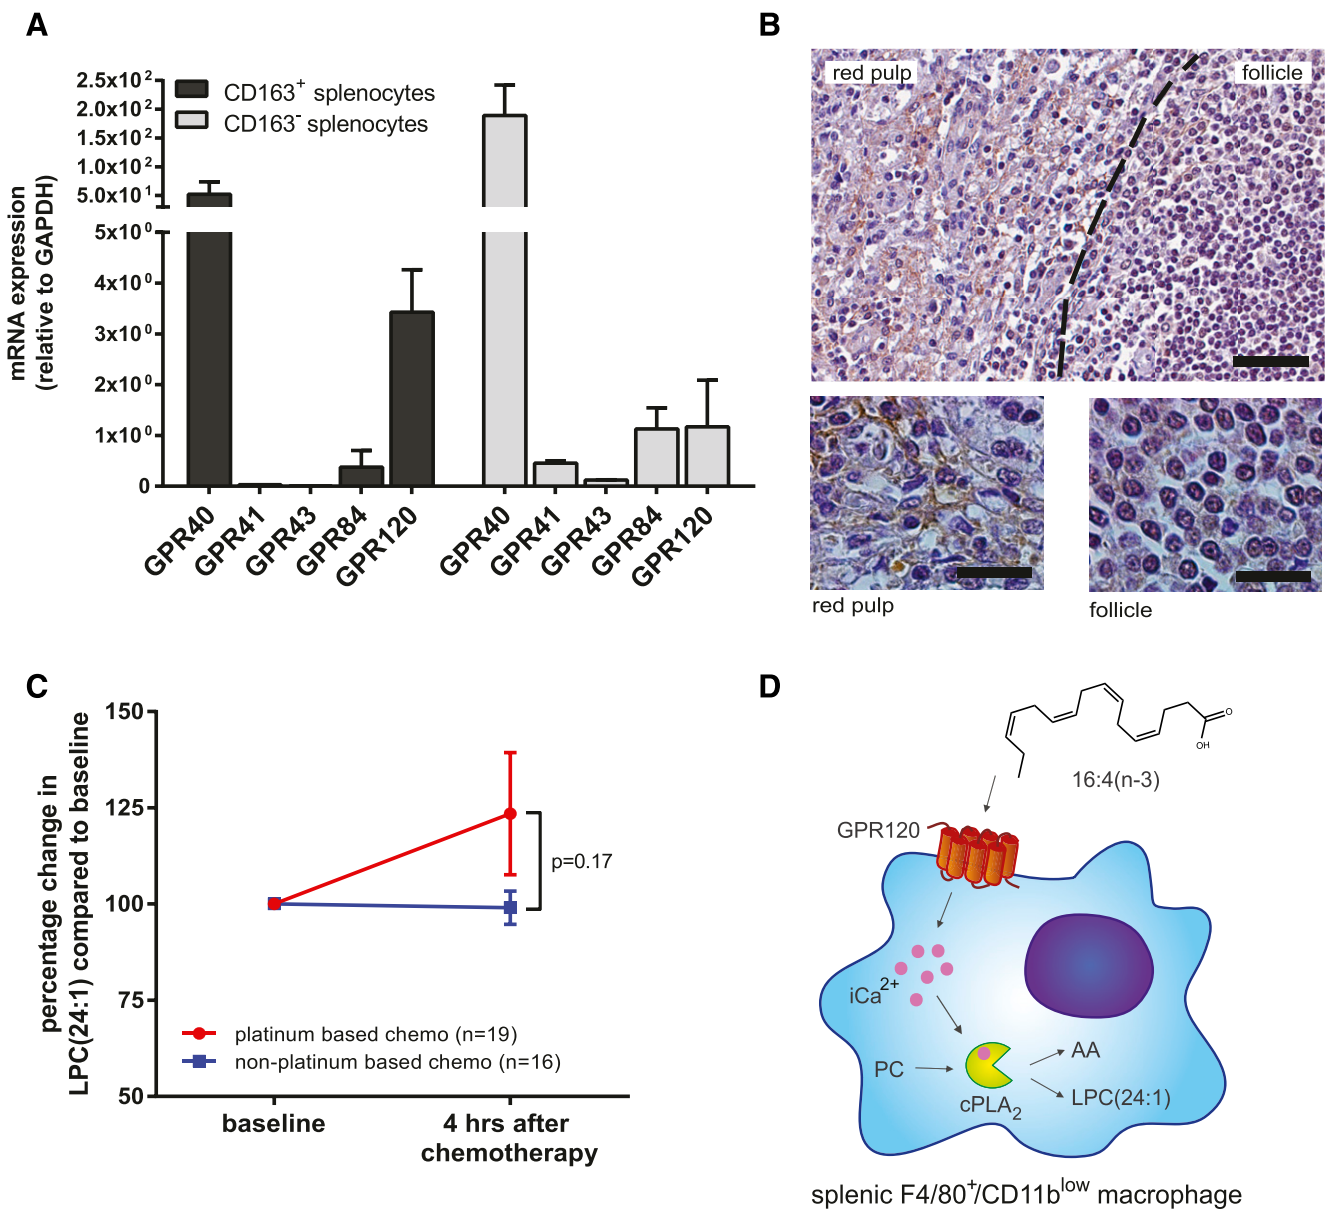 A
mRNA expression
(relative to GAPDH)
2.5x10²
2.0x10²
1.5x10²
1.0x10²
5.0x10¹
5x10⁰
4x10⁰
3x10⁰
2x10⁰
1x10⁰
0
CD163⁺ splenocytes
CD163⁻ splenocytes
GPR40
GPR41
GPR43
GPR84
GPR120
GPR40
GPR41
GPR43
GPR84
GPR120
B
red pulp
follicle
red pulp
follicle
C
percentage change in
LPC(24:1) compared to baseline
150
125
100
75
50
p=0.17
platinum based chemo (n=19)
non-platinum based chemo (n=16)
baseline
4 hrs after
chemotherapy
D
O
OH
16:4(n-3)
GPR120
iCa²⁺
PC
cPLA₂
AA
LPC(24:1)
splenic F4/80⁺/CD11bˡᵒʷ macrophage